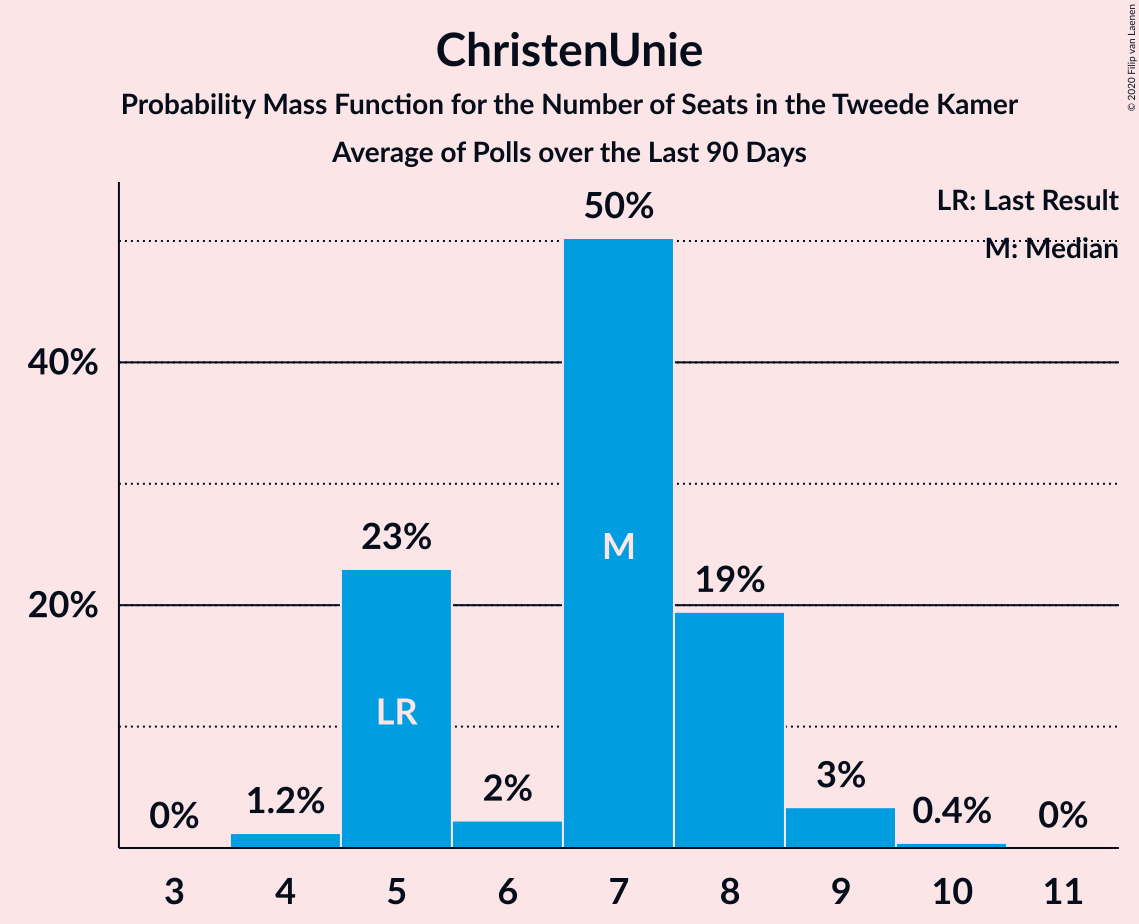 ChristenUnie
Probability Mass Function for the Number of Seats in the Tweede Kamer
Average of Polls over the Last 90 Days
© 2020 Filip van Laenen
LR: Last Result
M: Median
50%
40%
23%
M
19%
20%
LR
0%
1.2%
2%
3%
0.4%
0%
3 4 5 6 7 8 9 10 11